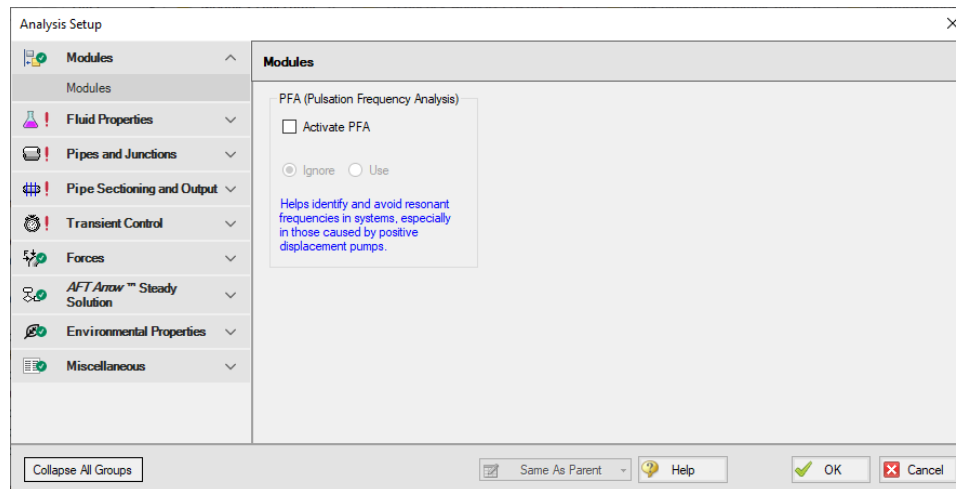 Analysis Setup
Modules
Modules
Fluid Properties
Pipes and Junctions
Pipe Sectioning and Output
Transient Control
Forces
AFT Arrow ™ Steady
Solution
Environmental Properties
Miscellaneous
Modules
PFA (Pulsation Frequency Analysis)
Activate PFA
Ignore Use
Helps identify and avoid resonant
frequencies in systems, especially
in those caused by positive
displacement pumps.
Collapse All Groups
Same As Parent
Help
OK
Cancel